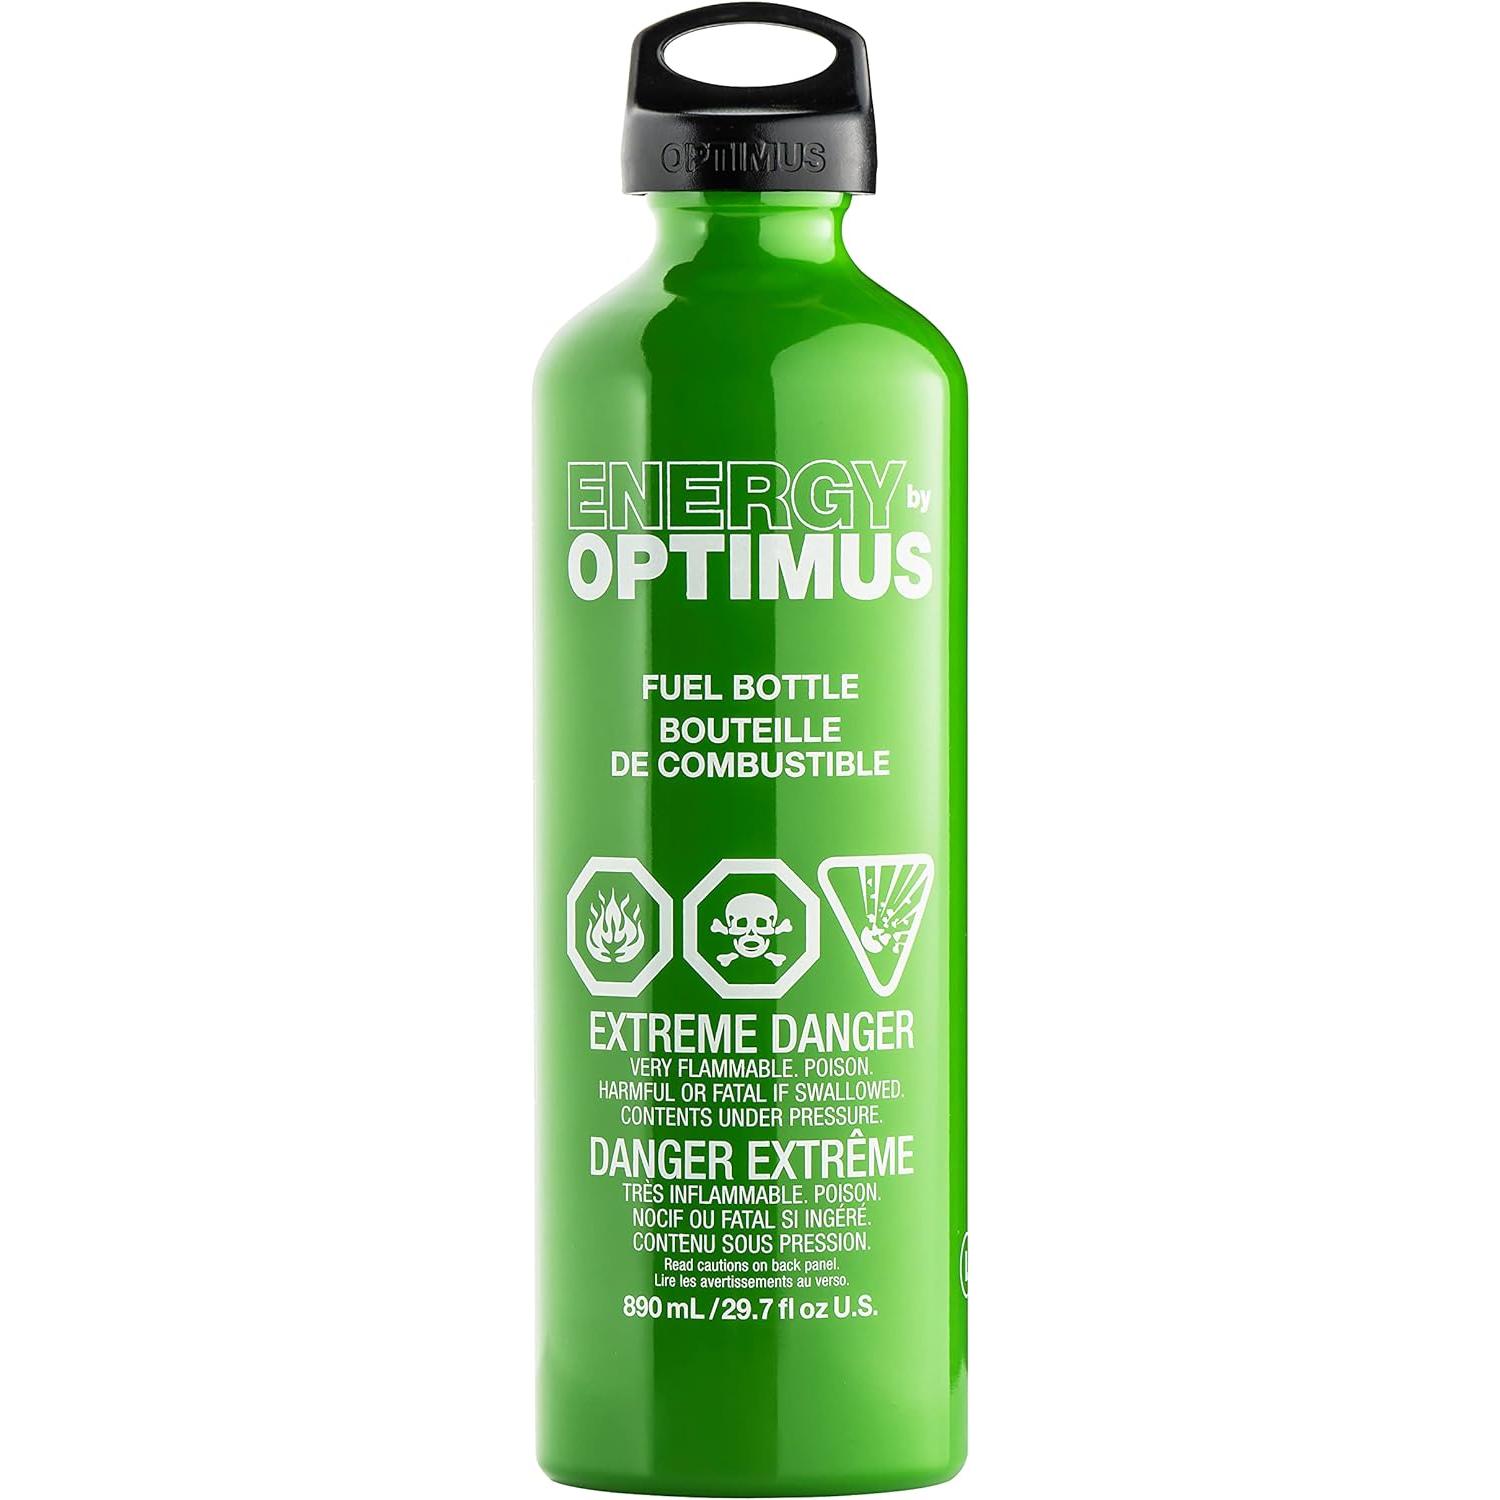 OPTIMUS
ENERGY by
OPTIMUS
FUEL BOTTLE
BOUTEILLE
DE COMBUSTIBLE
EXTREME DANGER
VERY FLAMMABLE. POISON.
HARMFUL OR FATAL IF SWALLOWED.
CONTENTS UNDER PRESSURE.
DANGER EXTRÊME
TRÈS INFLAMMABLE. POISON.
NOCIF OU FATAL SI INGÉRÉ.
CONTENU SOUS PRESSION.
Read cautions on back panel.
Lire les avertissements au verso.
890 mL / 29.7 fl oz U.S.